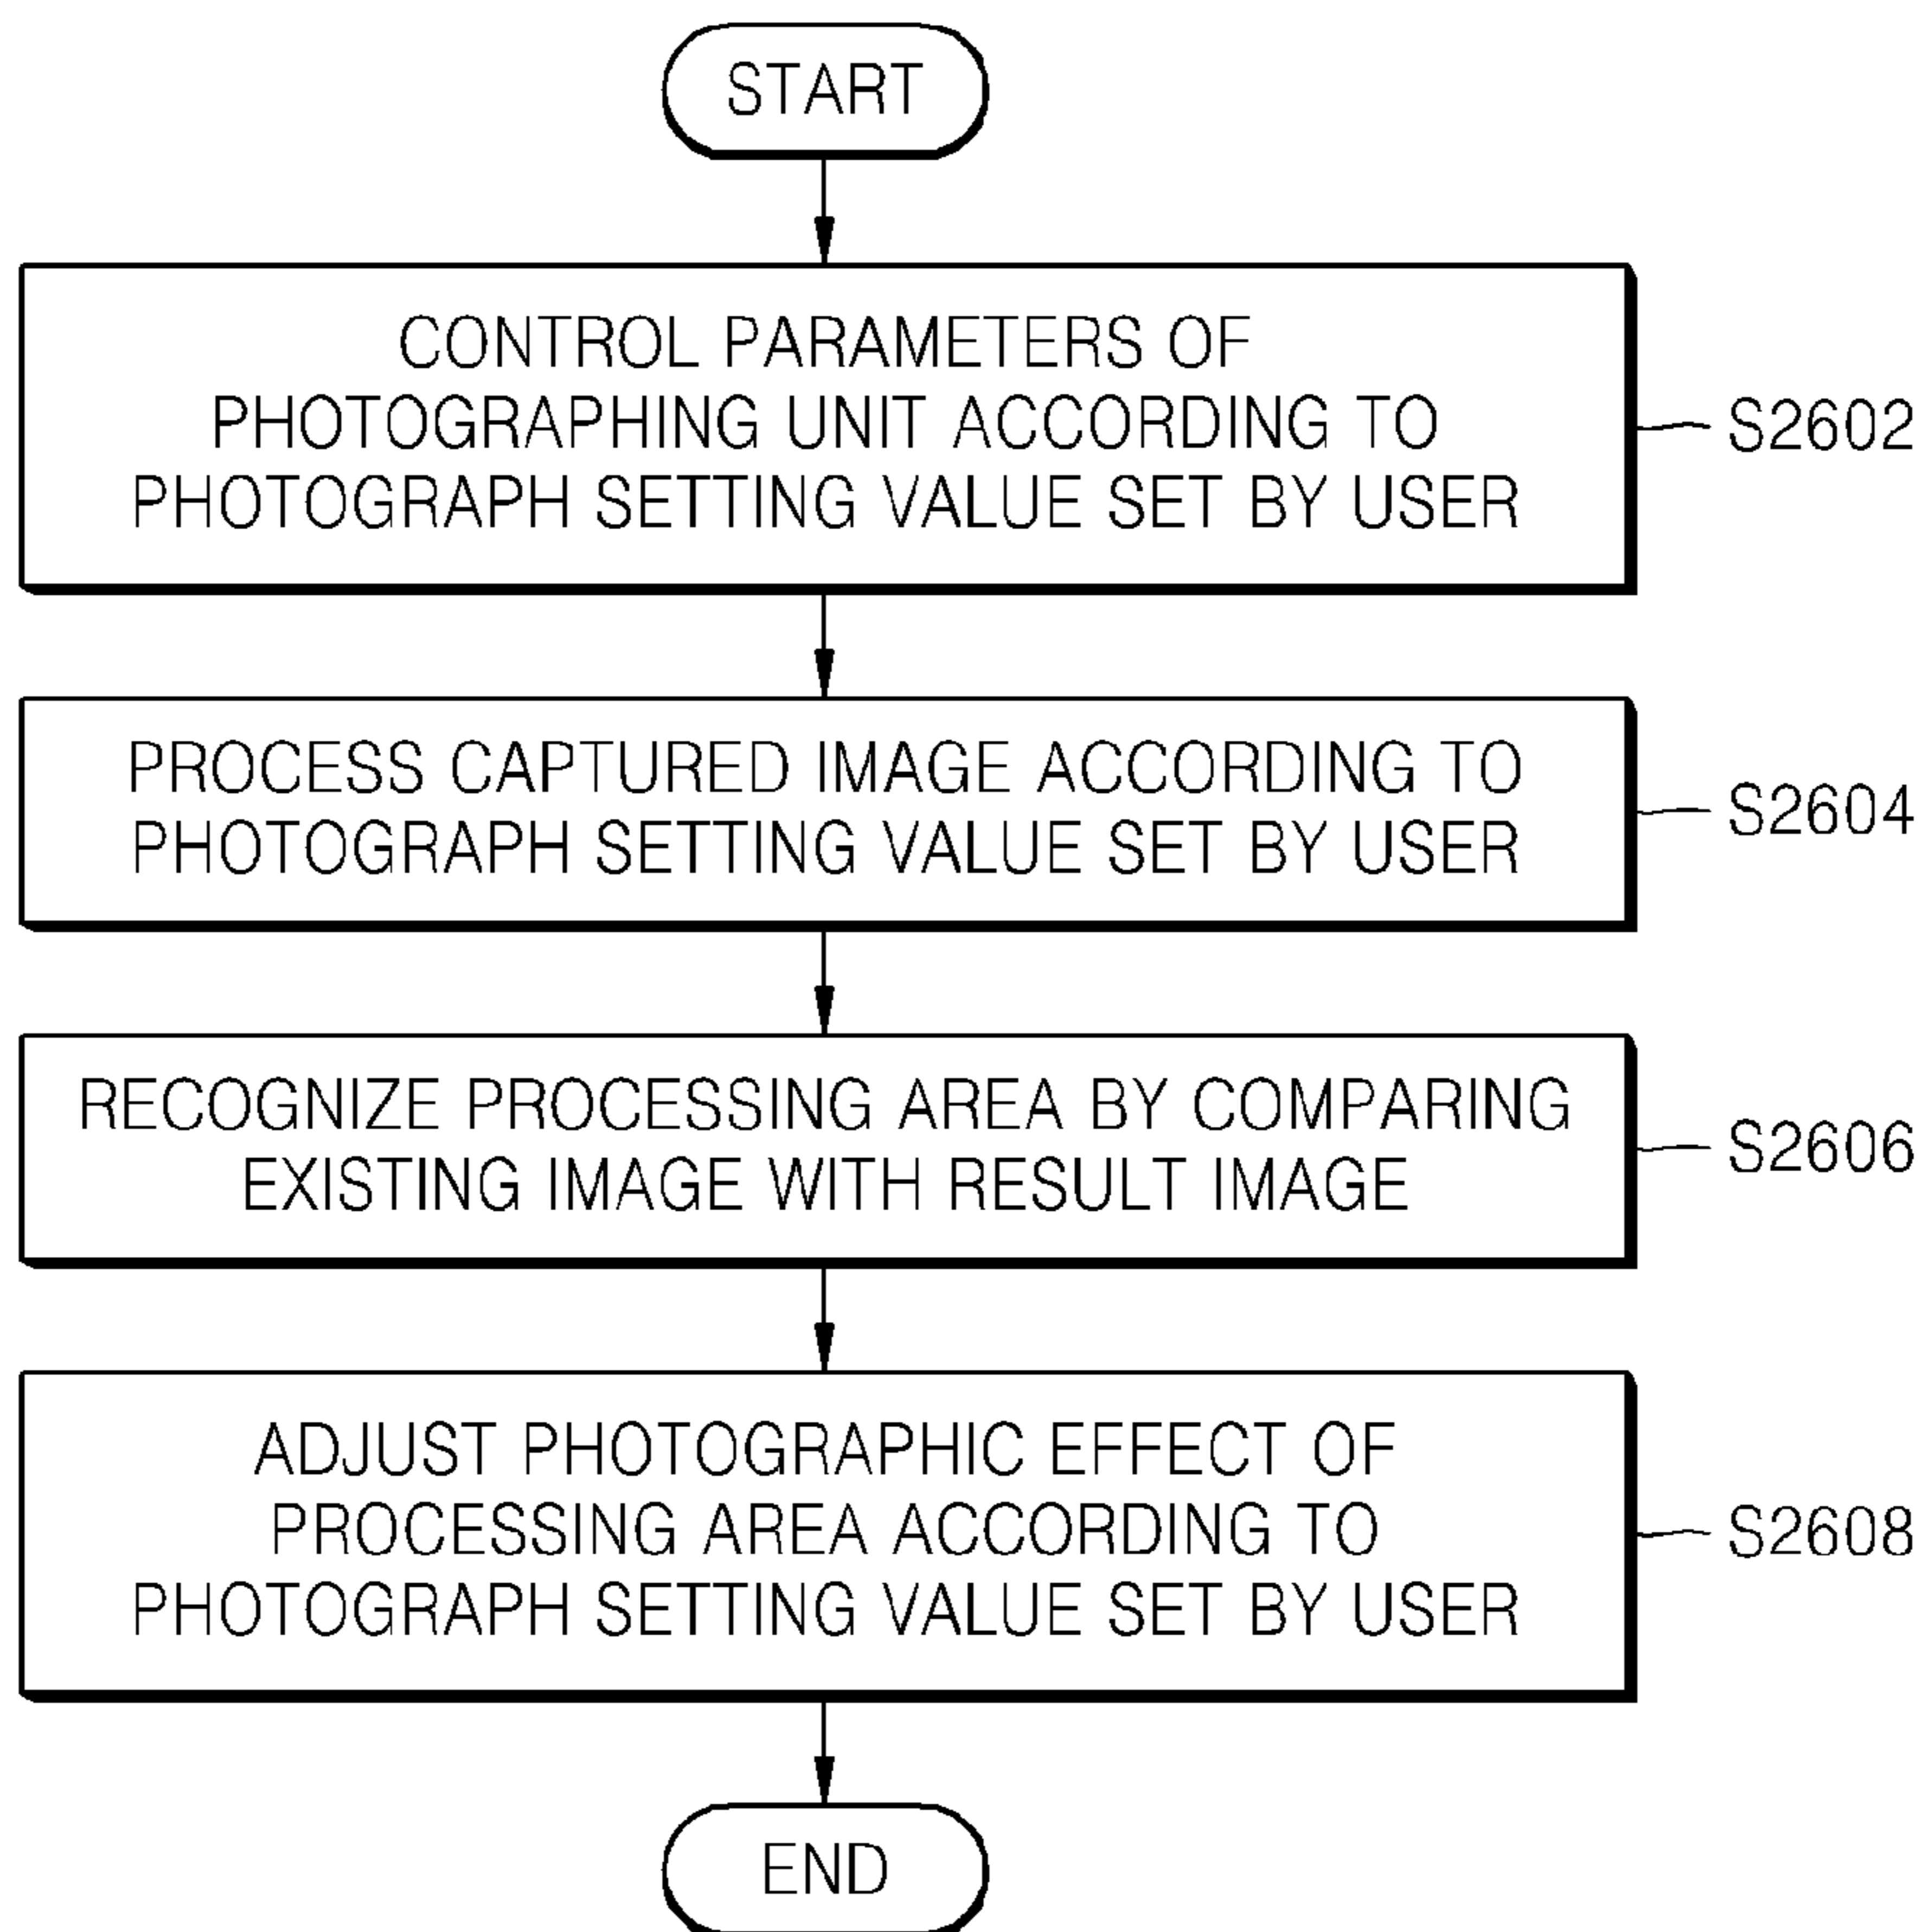 START
CONTROL PARAMETERS OF
PHOTOGRAPHING UNIT ACCORDING TO
PHOTOGRAPH SETTING VALUE SET BY USER
S2602
PROCESS CAPTURED IMAGE ACCORDING TO
PHOTOGRAPH SETTING VALUE SET BY USER
S2604
RECOGNIZE PROCESSING AREA BY COMPARING
EXISTING IMAGE WITH RESULT IMAGE
S2606
ADJUST PHOTOGRAPHIC EFFECT OF
PROCESSING AREA ACCORDING TO
PHOTOGRAPH SETTING VALUE SET BY USER
S2608
END